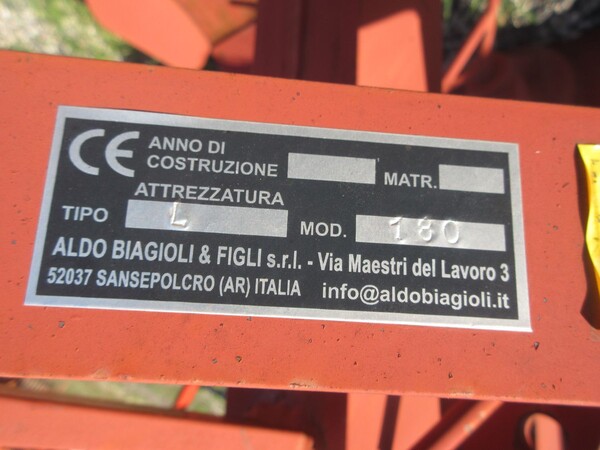 CE ANNO DI
COSTRUZIONE MATR.
ATTREZZATURA
TIPO L MOD. 180
ALDO BIAGIOLI & FIGLI s.r.l. - Via Maestri del Lavoro 3
52037 SANSEPOLCRO (AR) ITALIA info@aldobiagioli.it